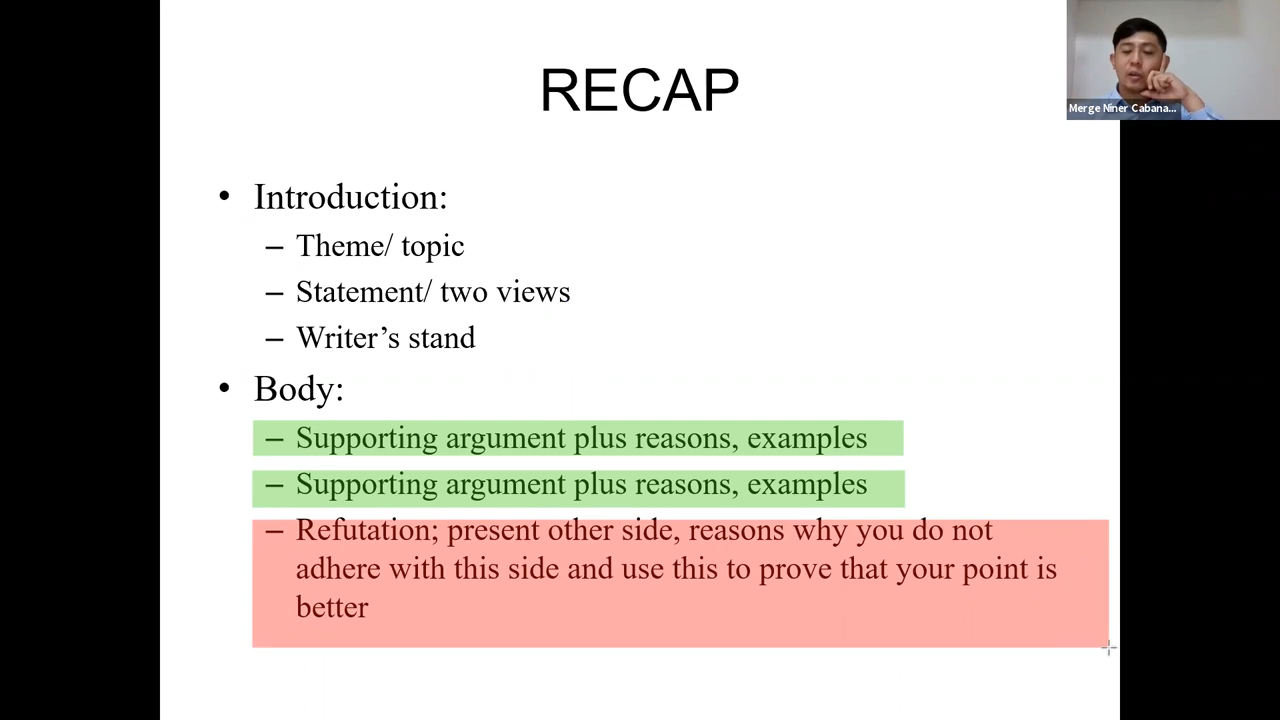 RECAP
Merge Niner Cabana...
• Introduction:
– Theme/ topic
– Statement/ two views
– Writer’s stand
• Body:
– Supporting argument plus reasons, examples
– Supporting argument plus reasons, examples
– Refutation; present other side, reasons why you do not
adhere with this side and use this to prove that your point is
better